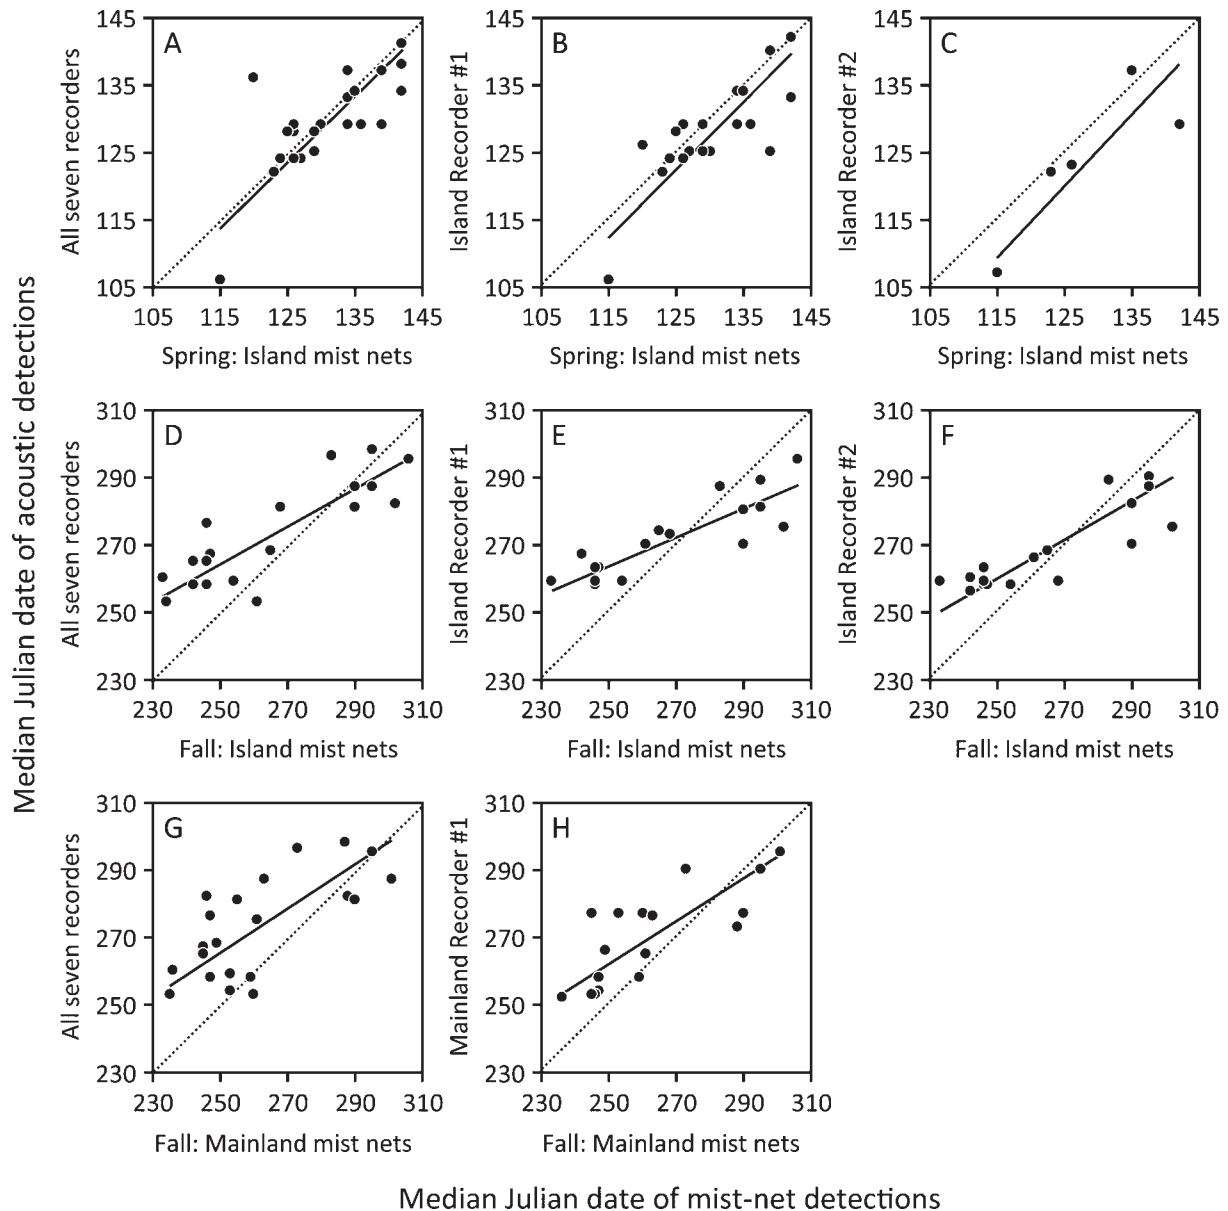 Median Julian date of acoustic detections
A
All seven recorders
145
135
125
115
105
105 115 125 135 145
Spring: Island mist nets
B
Island Recorder #1
145
135
125
115
105
105 115 125 135 145
Spring: Island mist nets
C
Island Recorder #2
145
135
125
115
105
105 115 125 135 145
Spring: Island mist nets
D
All seven recorders
310
290
270
250
230
230 250 270 290 310
Fall: Island mist nets
E
Island Recorder #1
310
290
270
250
230
230 250 270 290 310
Fall: Island mist nets
F
Island Recorder #2
310
290
270
250
230
230 250 270 290 310
Fall: Island mist nets
G
All seven recorders
310
290
270
250
230
230 250 270 290 310
Fall: Mainland mist nets
H
Mainland Recorder #1
310
290
270
250
230
230 250 270 290 310
Fall: Mainland mist nets
Median Julian date of mist-net detections